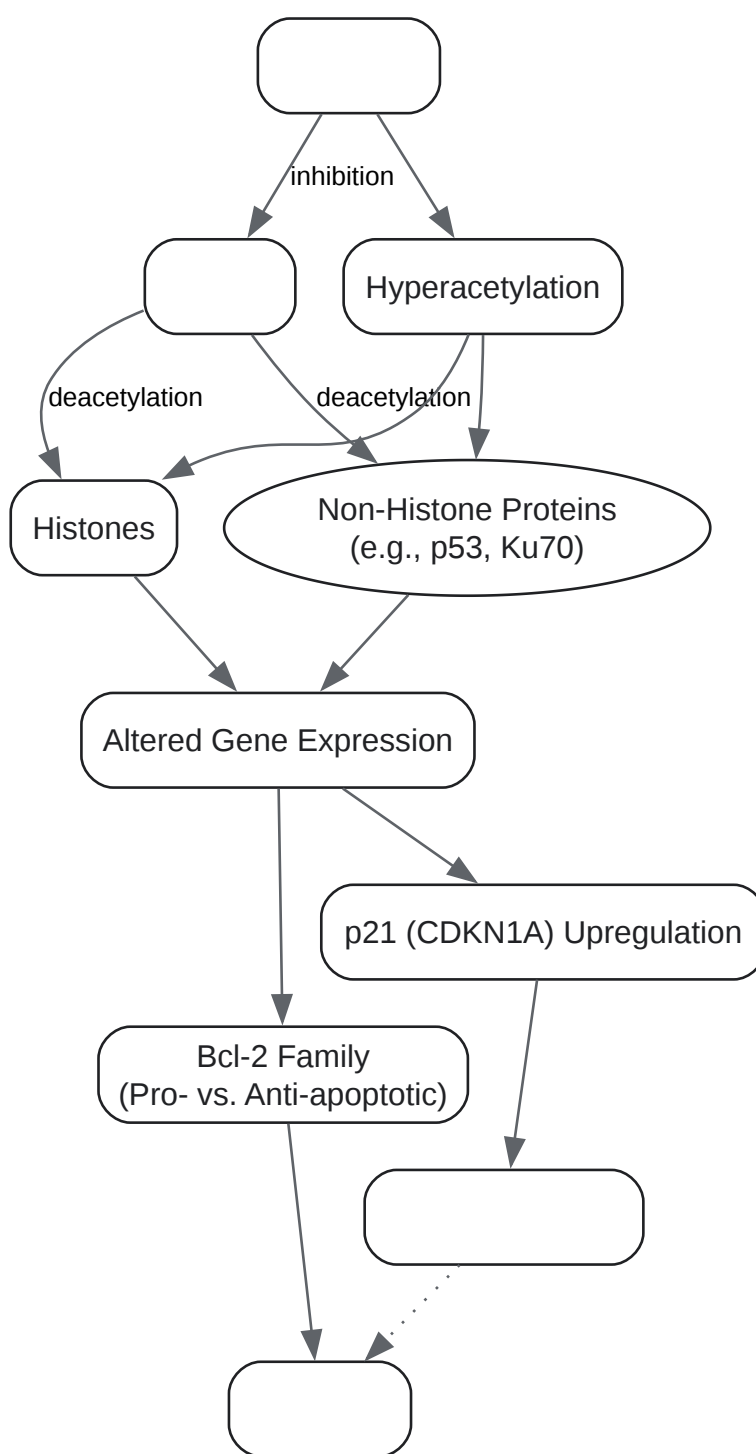 inhibition
Hyperacetylation
deacetylation
deacetylation
Histones
Non-Histone Proteins
(e.g., p53, Ku70)
Altered Gene Expression
p21 (CDKN1A) Upregulation
Bcl-2 Family
(Pro- vs. Anti-apoptotic)